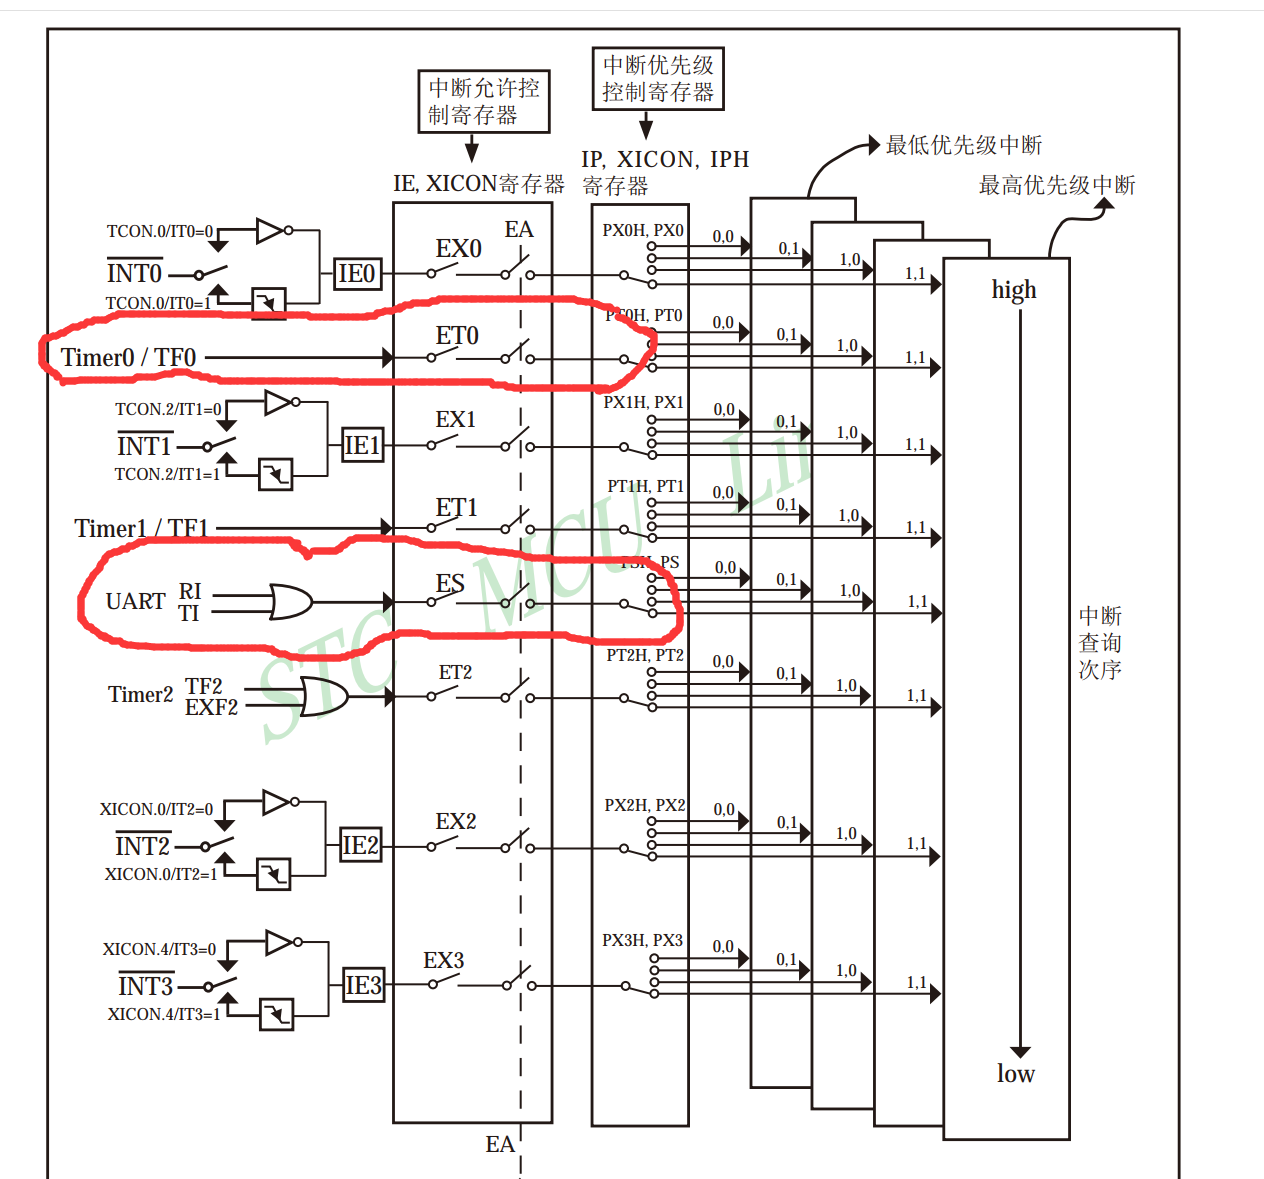 中断允许控
制寄存器
中断优先级
控制寄存器
IE, XICON寄存器
IP, XICON, IPH
寄存器
最低优先级中断
最高优先级中断
TCON.0/IT0=0
INT0
TCON.0/IT0=1
IE0
EX0
EA
PX0H, PX0
0,0
0,1
1,0
1,1
high
Timer0 / TF0
ET0
PT0H, PT0
0,0
0,1
1,0
1,1
TCON.2/IT1=0
INT1
TCON.2/IT1=1
IE1
EX1
PX1H, PX1
0,0
0,1
1,0
1,1
Timer1 / TF1
ET1
PT1H, PT1
0,0
0,1
1,0
1,1
UART
RI
TI
ES
PSH, PS
0,0
0,1
1,0
1,1
Timer2
TF2
EXF2
ET2
PT2H, PT2
0,0
0,1
1,0
1,1
中断
查询
次序
XICON.0/IT2=0
INT2
XICON.0/IT2=1
IE2
EX2
PX2H, PX2
0,0
0,1
1,0
1,1
XICON.4/IT3=0
INT3
XICON.4/IT3=1
IE3
EX3
PX3H, PX3
0,0
0,1
1,0
1,1
low
EA
STC MCU